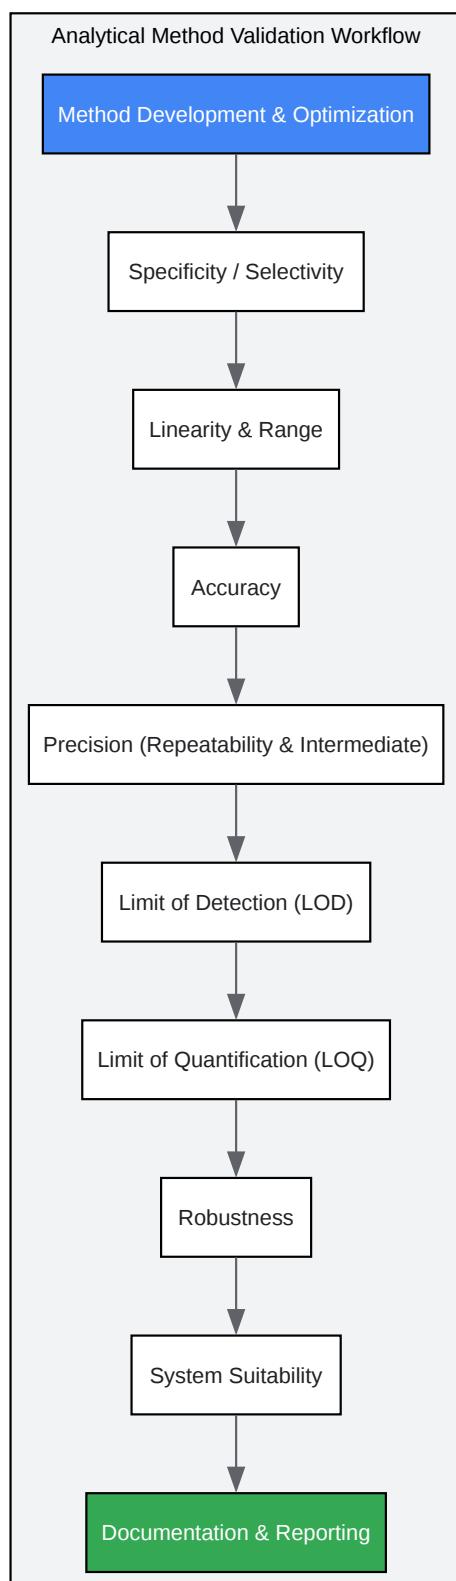 Analytical Method Validation Workflow
Method Development & Optimization
Specificity / Selectivity
Linearity & Range
Accuracy
Precision (Repeatability & Intermediate)
Limit of Detection (LOD)
Limit of Quantification (LOQ)
Robustness
System Suitability
Documentation & Reporting